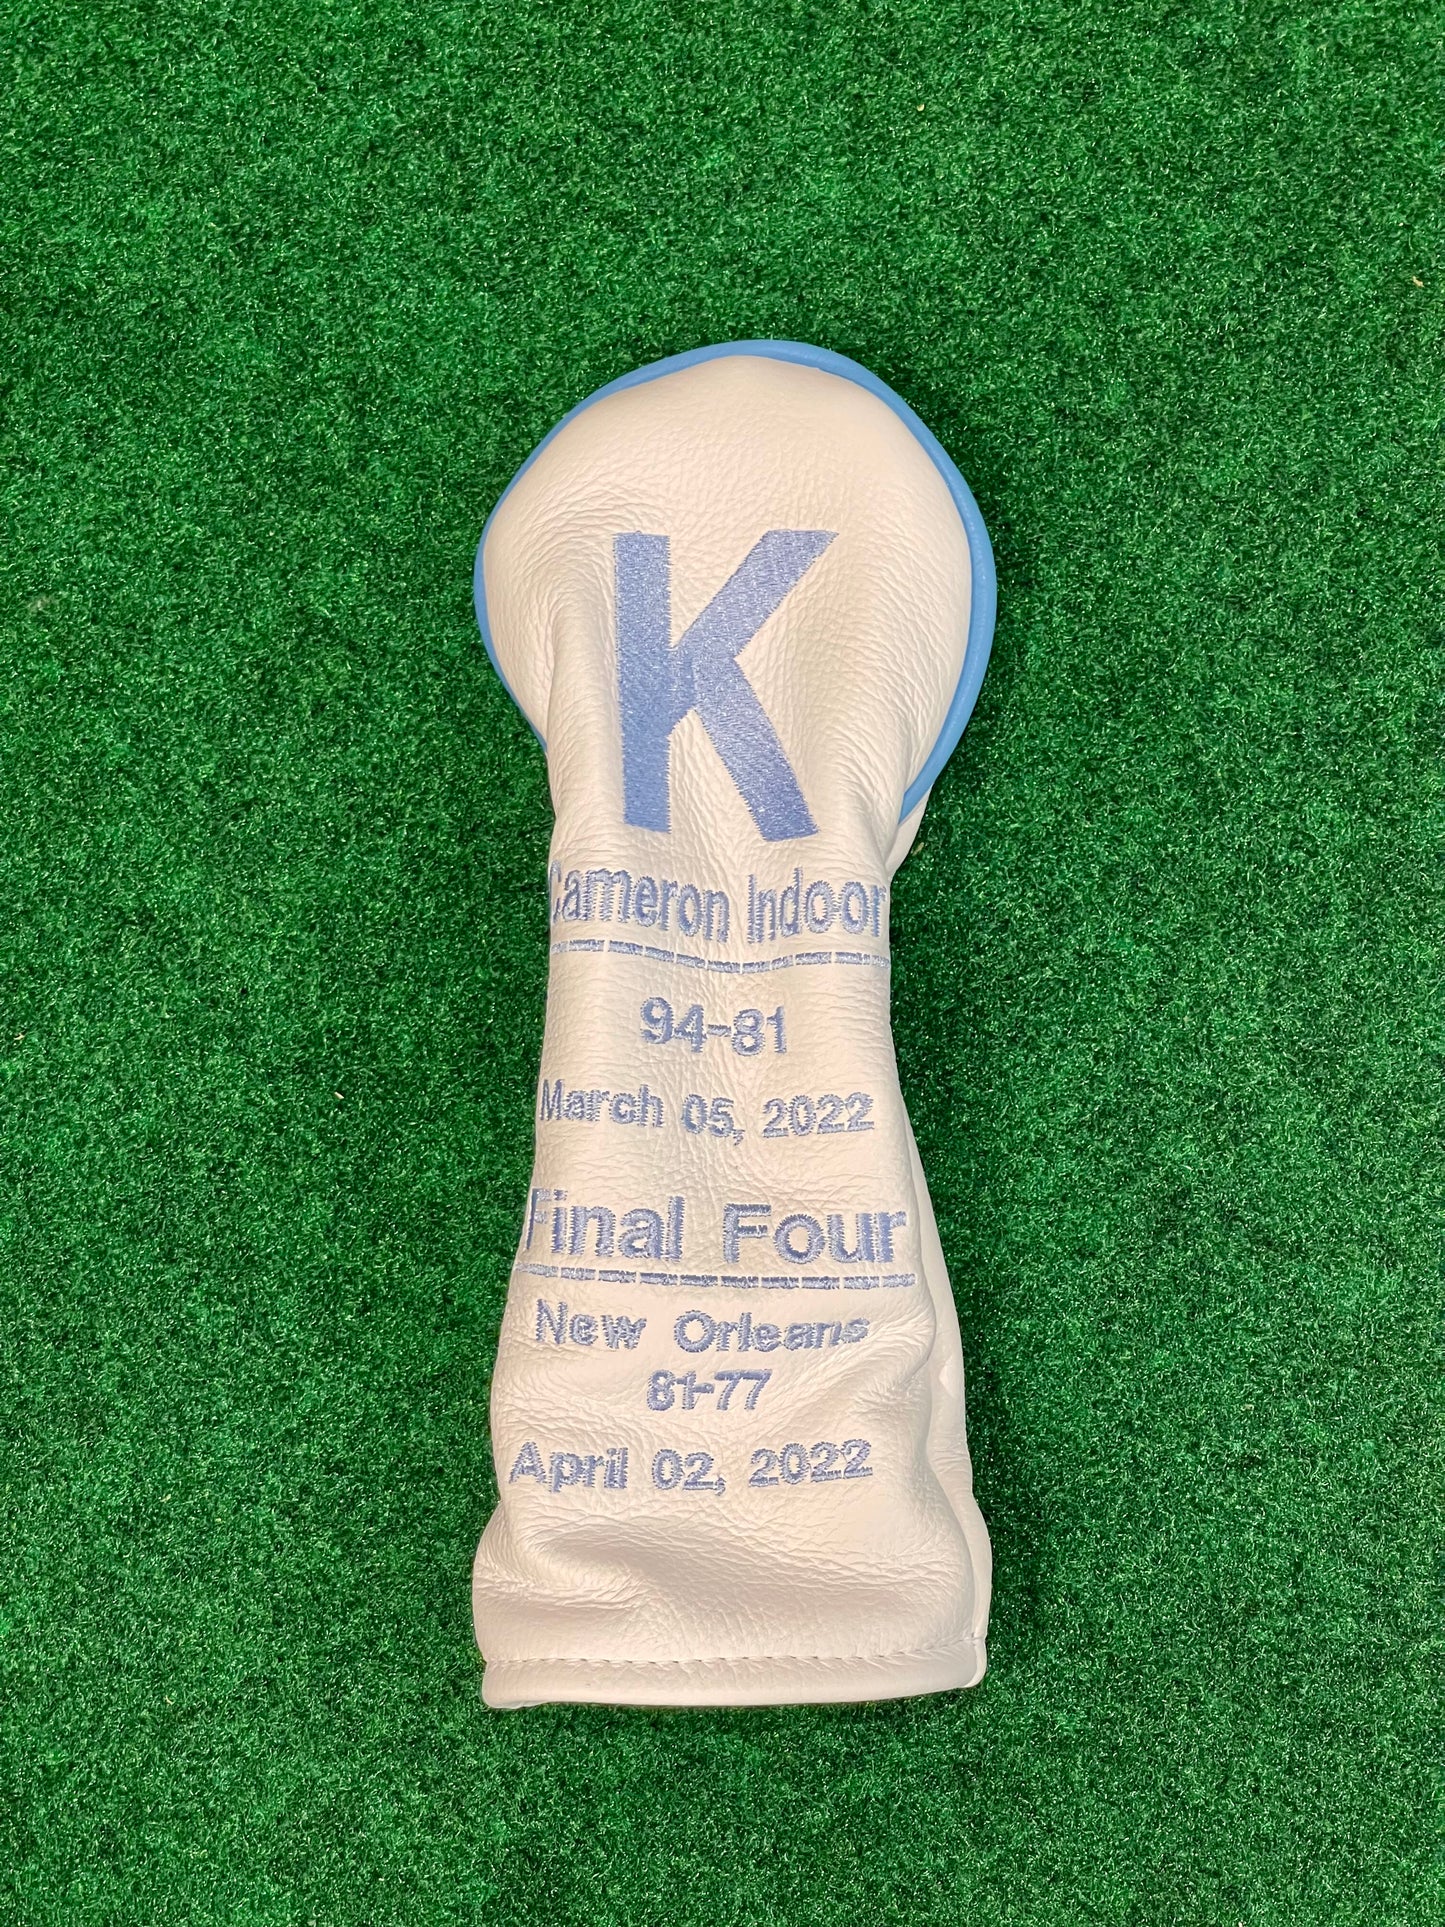 K
Cameron Indoor
94-81
March 05, 2022
Final Four
New Orleans
81-77
April 02, 2022